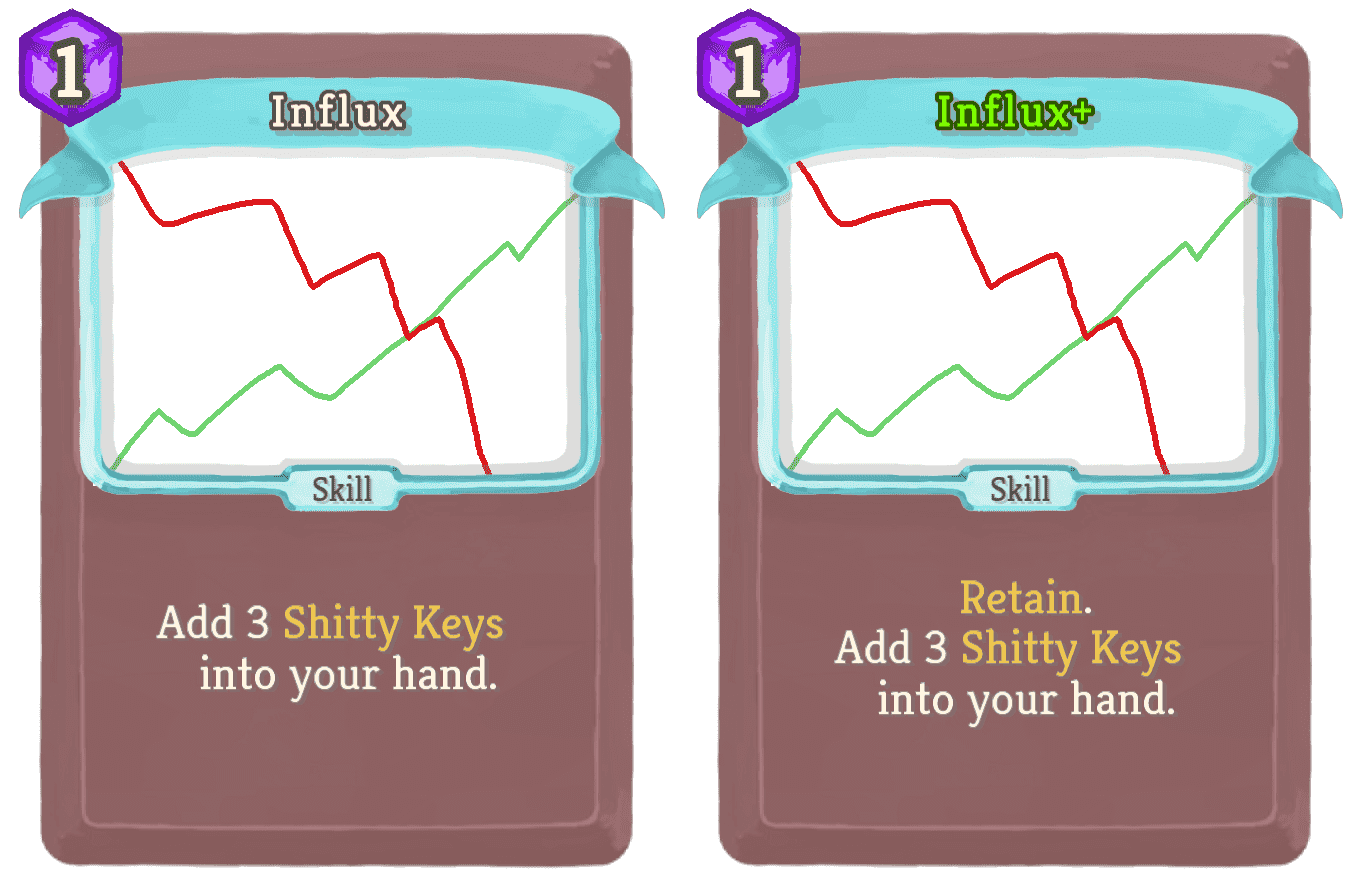 1
Influx
Skill
Add 3 Shitty Keys
into your hand.
1
Influx+
Skill
Retain.
Add 3 Shitty Keys
into your hand.